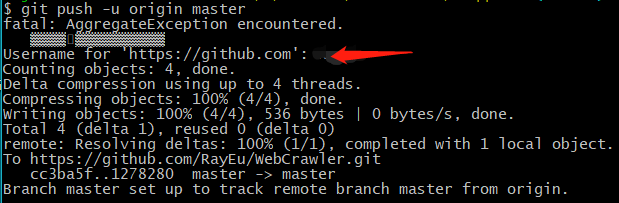 $ git push -u origin master
fatal: AggregateException encountered.
Username for 'https://github.com':
Counting objects: 4, done.
Delta compression using up to 4 threads.
Compressing objects: 100% (4/4), done.
Writing objects: 100% (4/4), 536 bytes | 0 bytes/s, done.
Total 4 (delta 1), reused 0 (delta 0)
remote: Resolving deltas: 100% (1/1), completed with 1 local object.
To https://github.com/RayEu/WebCrawler.git
   cc3ba5f..1278280  master -> master
Branch master set up to track remote branch master from origin.